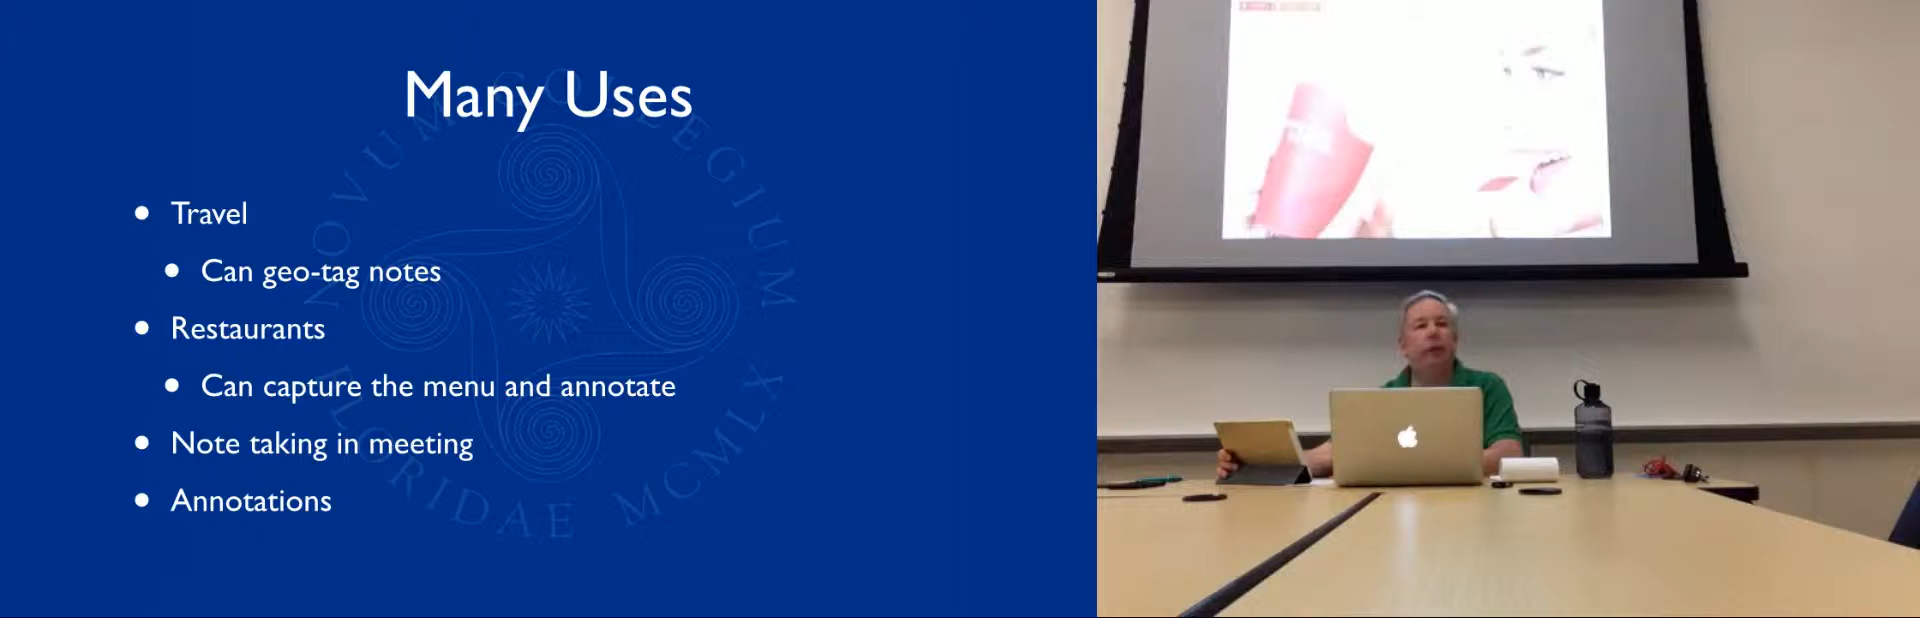 Many Uses
Travel
Can geo-tag notes
Restaurants
Can capture the menu and annotate
Note taking in meeting
Annotations
NOVUM COLLEGIUM
FLORIDAE MCMLX